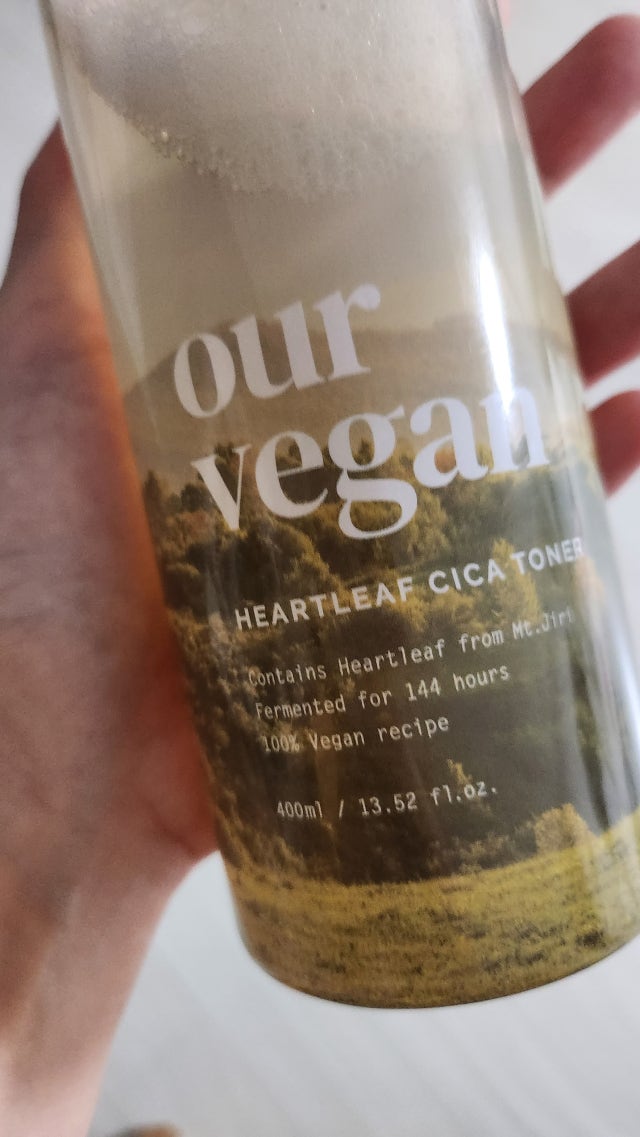 our
vegan
HEARTLEAF CICA TONER
Contains Heartleaf from Mt.Jiri
Fermented for 144 hours
100% Vegan recipe
400ml / 13.52 fl.oz.